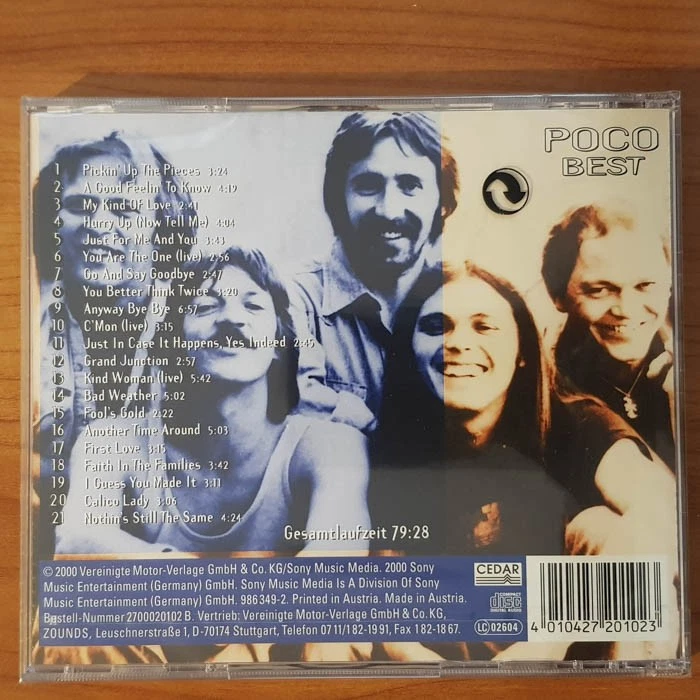 POCO
BEST
1 Pickin' Up The Pieces 3:24
2 A Good Feelin' To Know 4:19
3 My Kind Of Love 2:41
4 Hurry Up (Now Tell Me) 4:04
5 Just For Me And You 3:43
6 You Are The One (live) 2:56
7 Go And Say Goodbye 2:47
8 You Better Think Twice 3:20
9 Anyway Bye Bye 6:57
10 C'Mon (live) 3:15
11 Just In Case It Happens, Yes Indeed 2:45
12 Grand Junction 2:57
13 Kind Woman (live) 5:42
14 Bad Weather 5:02
15 Fool's Gold 2:22
16 Another Time Around 5:03
17 First Love 3:15
18 Faith In The Families 3:42
19 I Guess You Made It 3:11
20 Calico Lady 3:06
21 Nothin's Still The Same 4:24
Gesamtlaufzeit 79:28
© 2000 Vereinigte Motor-Verlage GmbH & Co. KG/Sony Music Media. 2000 Sony
Music Entertainment (Germany) GmbH. Sony Music Media Is A Division Of Sony
Music Entertainment (Germany) GmbH. 986349-2. Printed in Austria. Made in Austria.
Bestell-Nummer 2700020102 B. Vertrieb: Vereinigte Motor-Verlage GmbH & Co. KG,
ZOUNDS, Leuschnerstraße 1, D-70174 Stuttgart, Telefon 0711/182-1991, Fax 182-1867.
CEDAR
COMPACT
disc
DIGITAL AUDIO
LC 02604
4 010427 201023